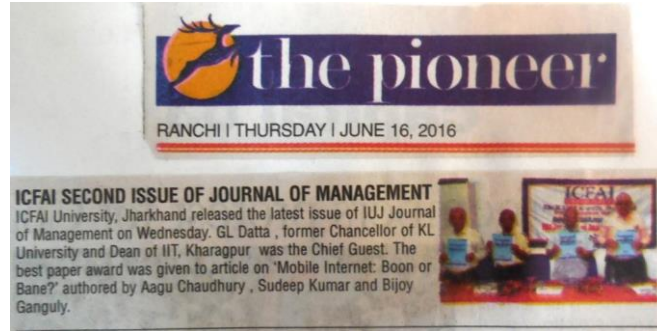 the pioneer
RANCHI I THURSDAY I JUNE 16, 2016
ICFAI SECOND ISSUE OF JOURNAL OF MANAGEMENT
ICFAI University, Jharkhand released the latest issue of IUJ Journal
of Management on Wednesday. GL Datta , former Chancellor of KL
University and Dean of IIT, Kharagpur was the Chief Guest. The
best paper award was given to article on 'Mobile Internet: Boon or
Bane?' authored by Aagu Chaudhury , Sudeep Kumar and Bijoy
Ganguly.
ICFAI